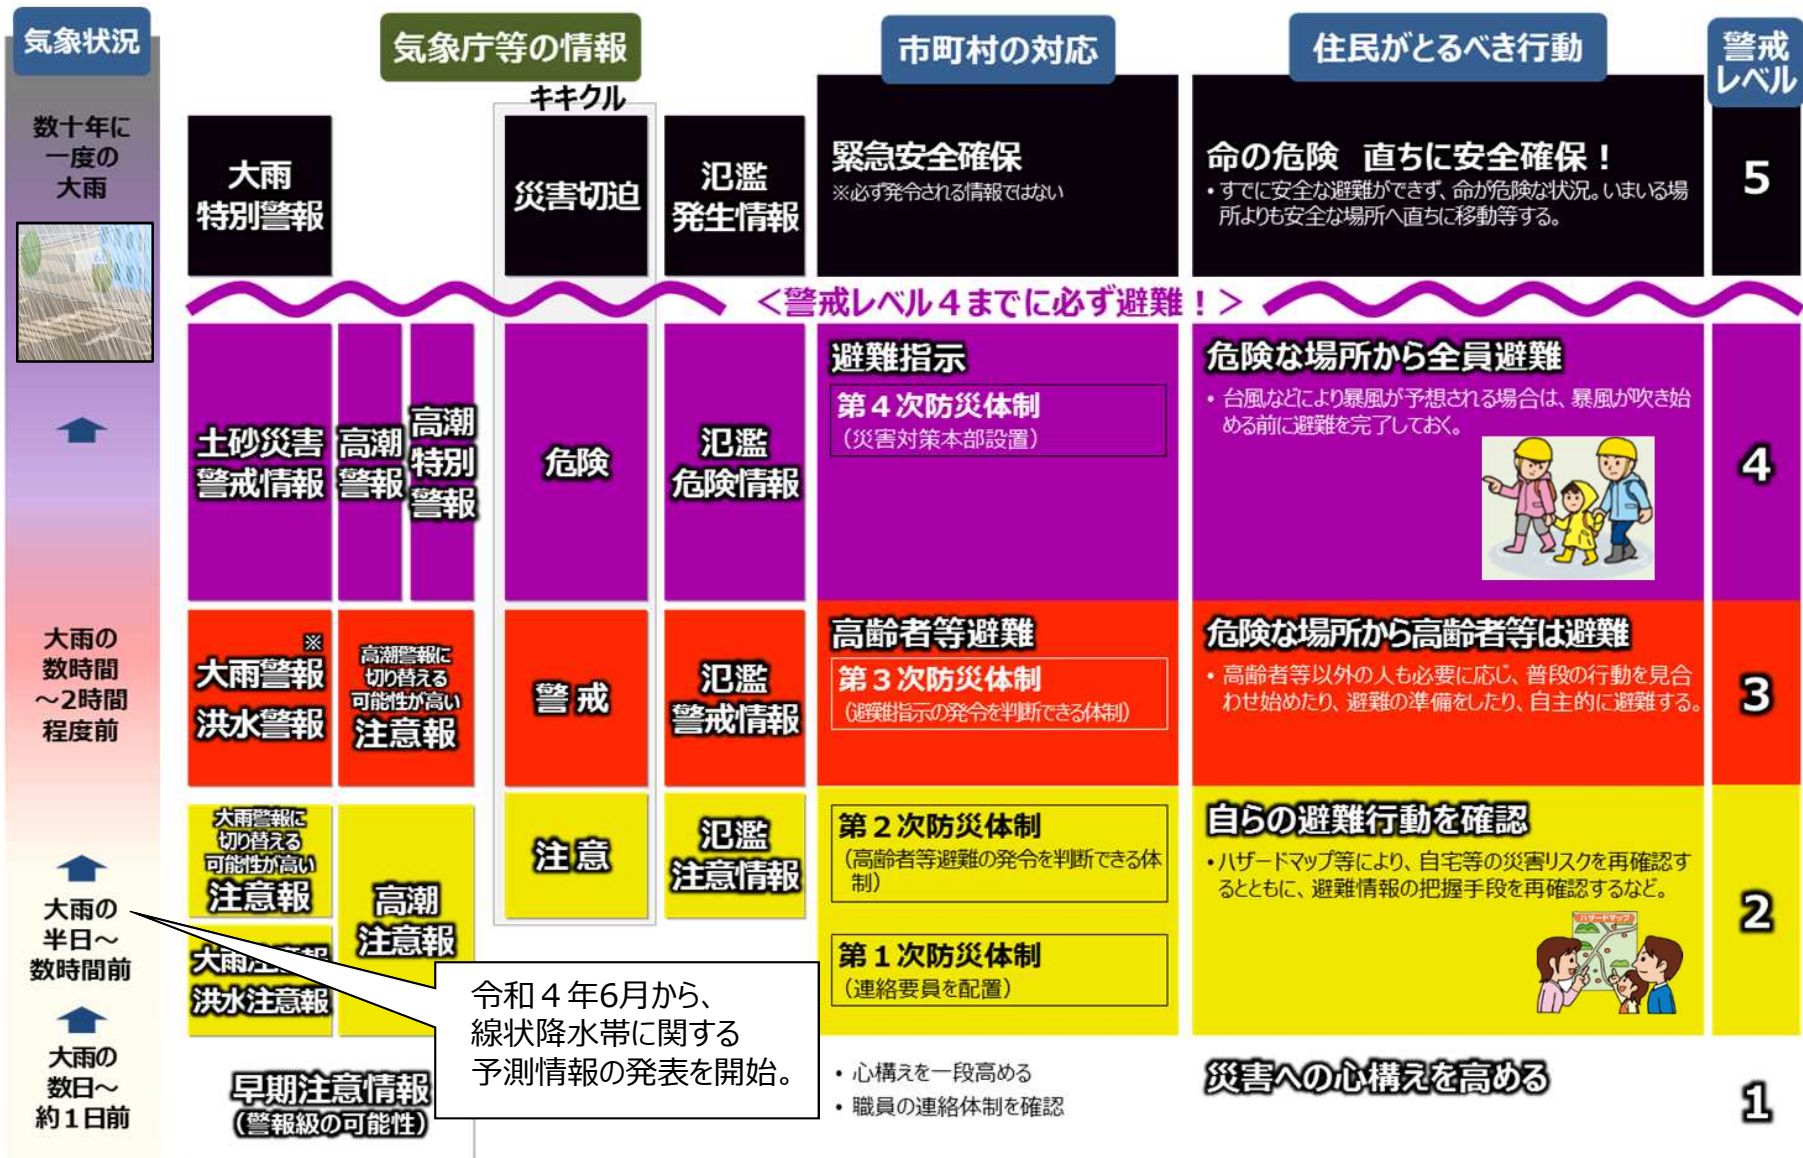 気象状況
気象庁等の情報
市町村の対応
住民がとるべき行動
警戒
レベル
キキクル
数十年に
一度の
大雨
大雨
特別警報
災害切迫
氾濫
発生情報
緊急安全確保
※必ず発令される情報ではない
命の危険 直ちに安全確保！
・すでに安全な避難ができず、命が危険な状況。いまいる場
所よりも安全な場所へ直ちに移動等する。
5
＜警戒レベル４までに必ず避難！＞
土砂災害
警戒情報
高潮
警報
高潮
特別
警報
危険
氾濫
危険情報
避難指示
第４次防災体制
（災害対策本部設置）
危険な場所から全員避難
・台風などにより暴風が予想される場合は、暴風が吹き始
める前に避難を完了しておく。
4
大雨の
数時間
～2時間
程度前
※
大雨警報
洪水警報
高潮警報に
切り替える
可能性が高い
注意報
警戒
氾濫
警戒情報
高齢者等避難
第３次防災体制
（避難指示の発令を判断できる体制）
危険な場所から高齢者等は避難
・高齢者等以外の人も必要に応じ、普段の行動を見合
わせ始めたり、避難の準備をしたり、自主的に避難する。
3
大雨の
半日～
数時間前
大雨警報に
切り替える
可能性が高い
注意報
大雨注意報
洪水注意報
高潮
注意報
注意
氾濫
注意情報
第２次防災体制
（高齢者等避難の発令を判断できる体
制）
第１次防災体制
（連絡要員を配置）
自らの避難行動を確認
・ハザードマップ等により、自宅等の災害リスクを再確認す
るとともに、避難情報の把握手段を再確認するなど。
ハザードマップ
2
令和４年6月から、
線状降水帯に関する
予測情報の発表を開始。
大雨の
数日～
約１日前
早期注意情報
（警報級の可能性）
・心構えを一段高める
・職員の連絡体制を確認
災害への心構えを高める
1